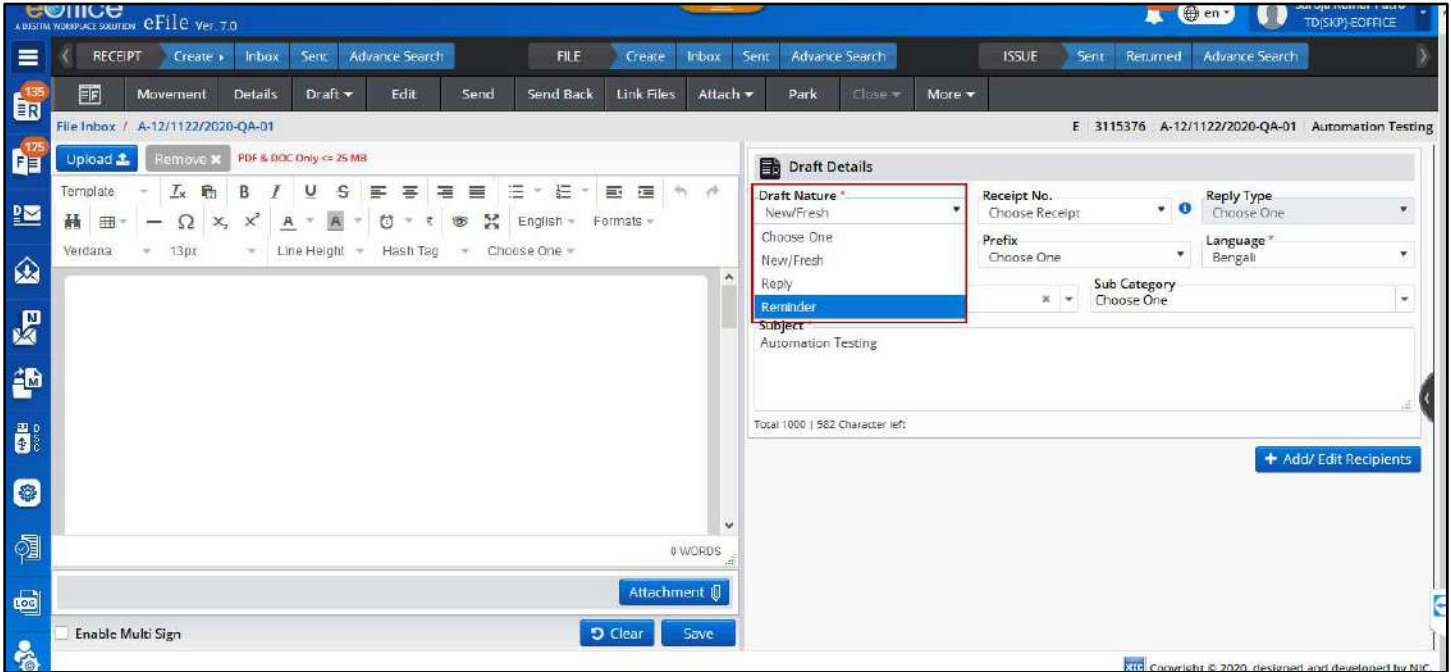 eOffice
A DIGITAL WORKPLACE SOLUTION eFile Ver. 7.0
en
TD(SKP)-EOFFICE
RECEIPT Create Inbox Sent Advance Search FILE Create Inbox Sent Advance Search ISSUE Sent Returned Advance Search
135
R
Movement Details Draft Edit Send Send Back Link Files Attach Park Close More
File Inbox / A-12/1122/2020-QA-01
E 3115376 A-12/1122/2020-QA-01 Automation Testing
175
F
Upload Remove PDF & DOC Only <= 25 MB
Template
English Formats
Verdana 13px Line Height Hash Tag Choose One
Draft Details
Draft Nature * Receipt No. Reply Type
New/Fresh Choose Receipt Choose One
Choose One
New/Fresh
Reply
Reminder
Prefix Language *
Choose One Bengali
Sub Category
Choose One
Subject *
Automation Testing
Total 1000 | 982 Character left
+ Add/ Edit Recipients
D
N
M
DSC
LOG
0 WORDS
Attachment
Enable Multi Sign Clear Save
Copyright © 2020, designed and developed by NIC.